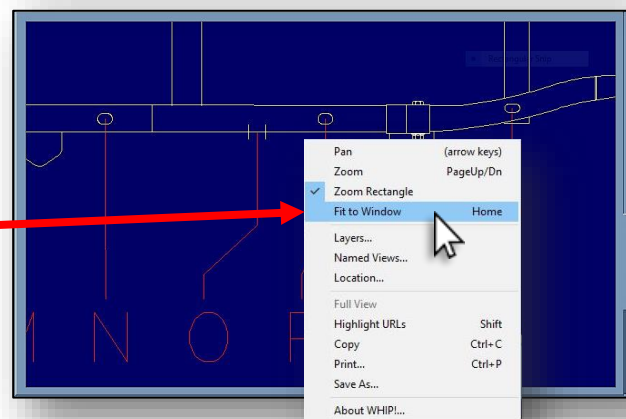 Pan (arrow keys)
Zoom PageUp/Dn
Zoom Rectangle
Fit to Window Home
Layers...
Named Views...
Location...
Full View
Highlight URLs Shift
Copy Ctrl+C
Print... Ctrl+P
Save As...
About WHIP!...
N O